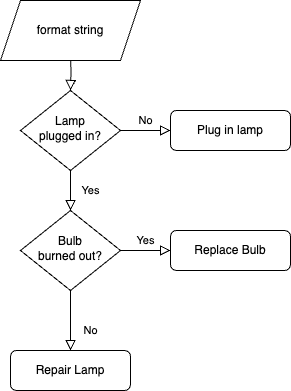 format string
Lamp
plugged in?
No
Plug in lamp
Yes
Bulb
burned out?
Yes
Replace Bulb
No
Repair Lamp